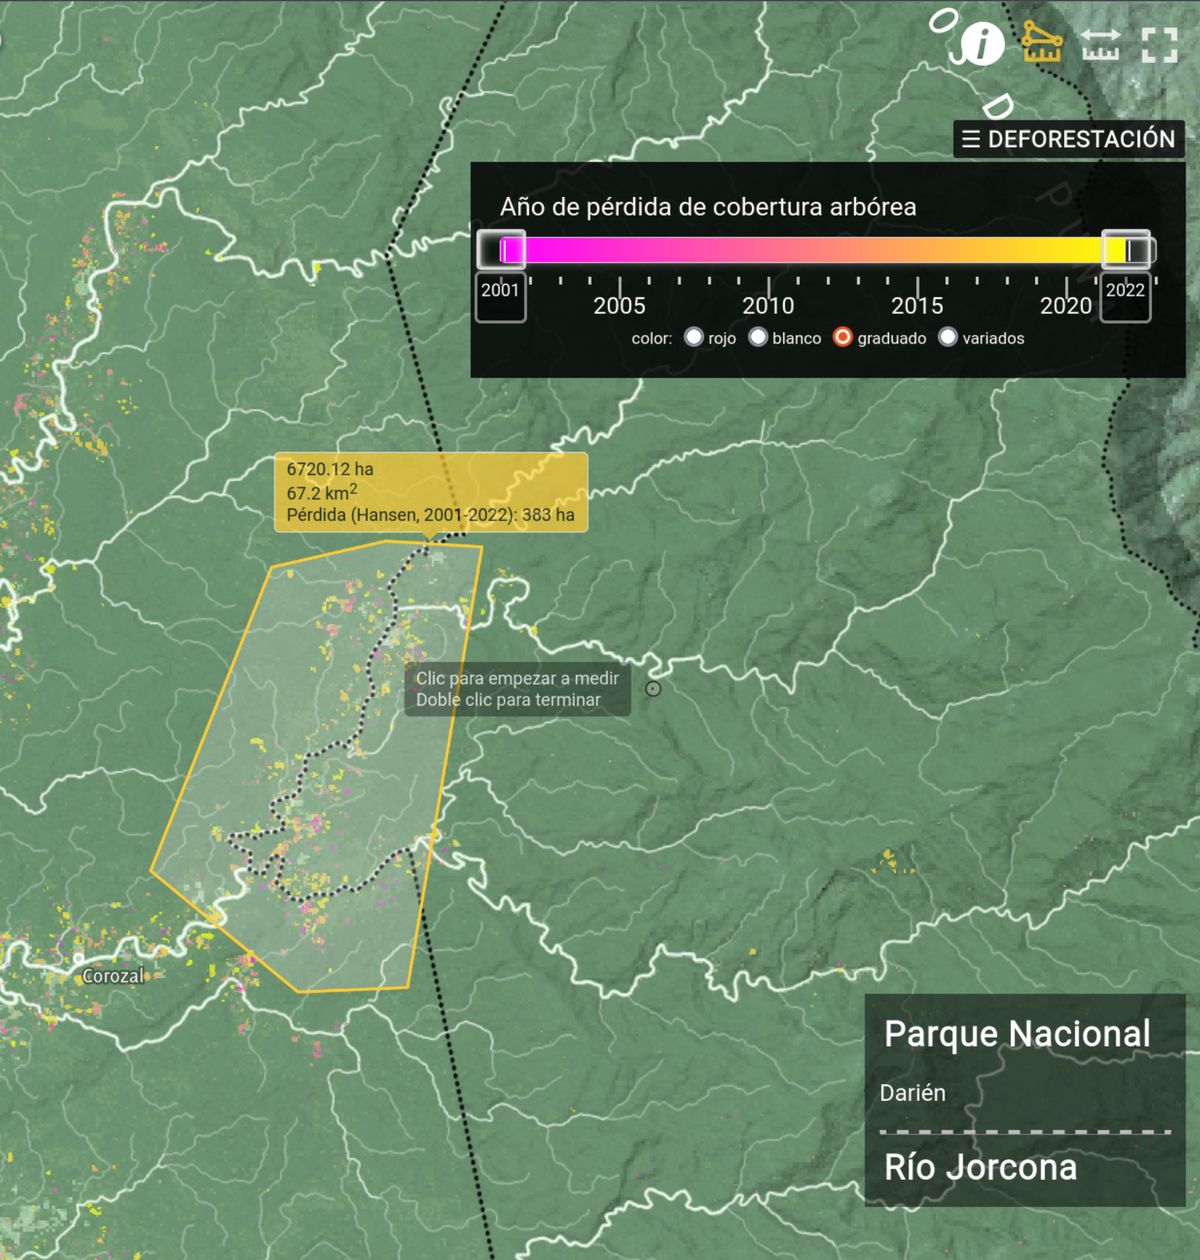 DEFORESTACIÓN
Año de pérdida de cobertura arbórea
2001
2005
2010
2015
2020
2022
color: rojo blanco graduado variados
6720.12 ha
67.2 km²
Pérdida (Hansen, 2001-2022): 383 ha
Clic para empezar a medir
Doble clic para terminar
Corozal
Parque Nacional
Darién
Río Jorcona